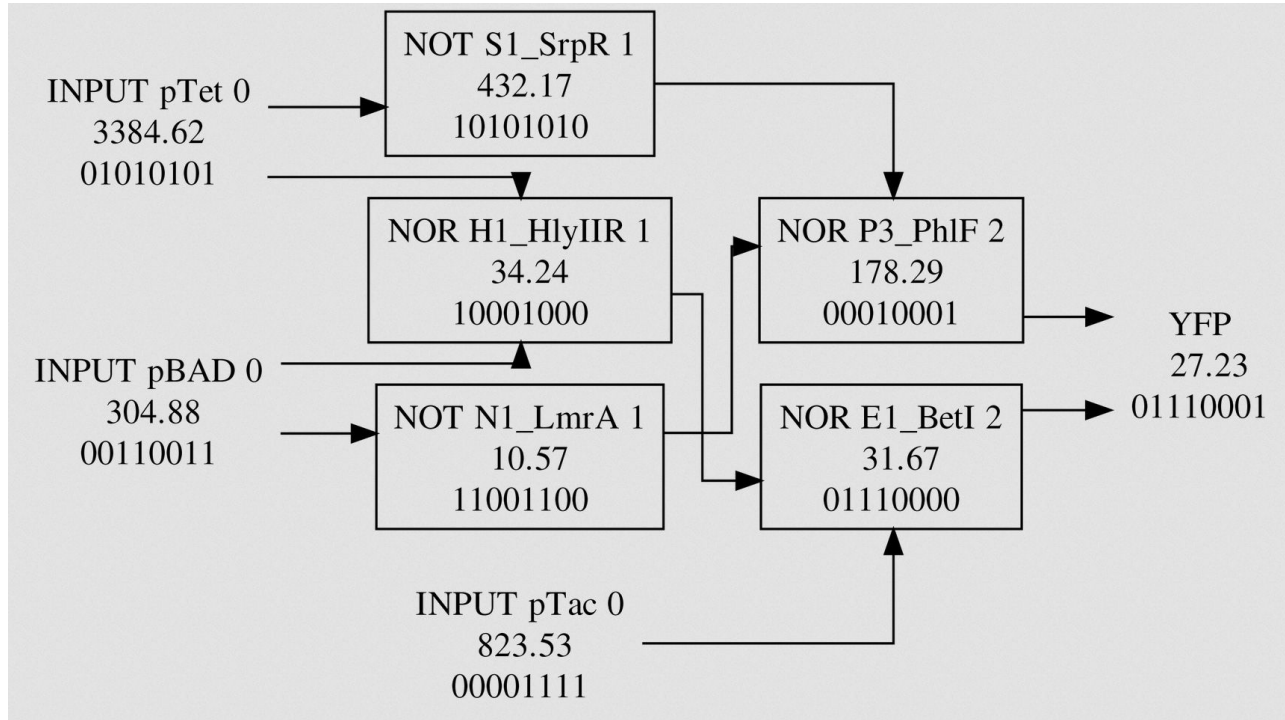 NOT S1_SrpR 1
432.17
10101010
INPUT pTet 0
3384.62
01010101
NOR H1_HlyIIR 1
34.24
10001000
NOR P3_PhlF 2
178.29
00010001
YFP
27.23
01110001
INPUT pBAD 0
304.88
00110011
NOT N1_LmrA 1
10.57
11001100
NOR E1_BetI 2
31.67
01110000
INPUT pTac 0
823.53
00001111